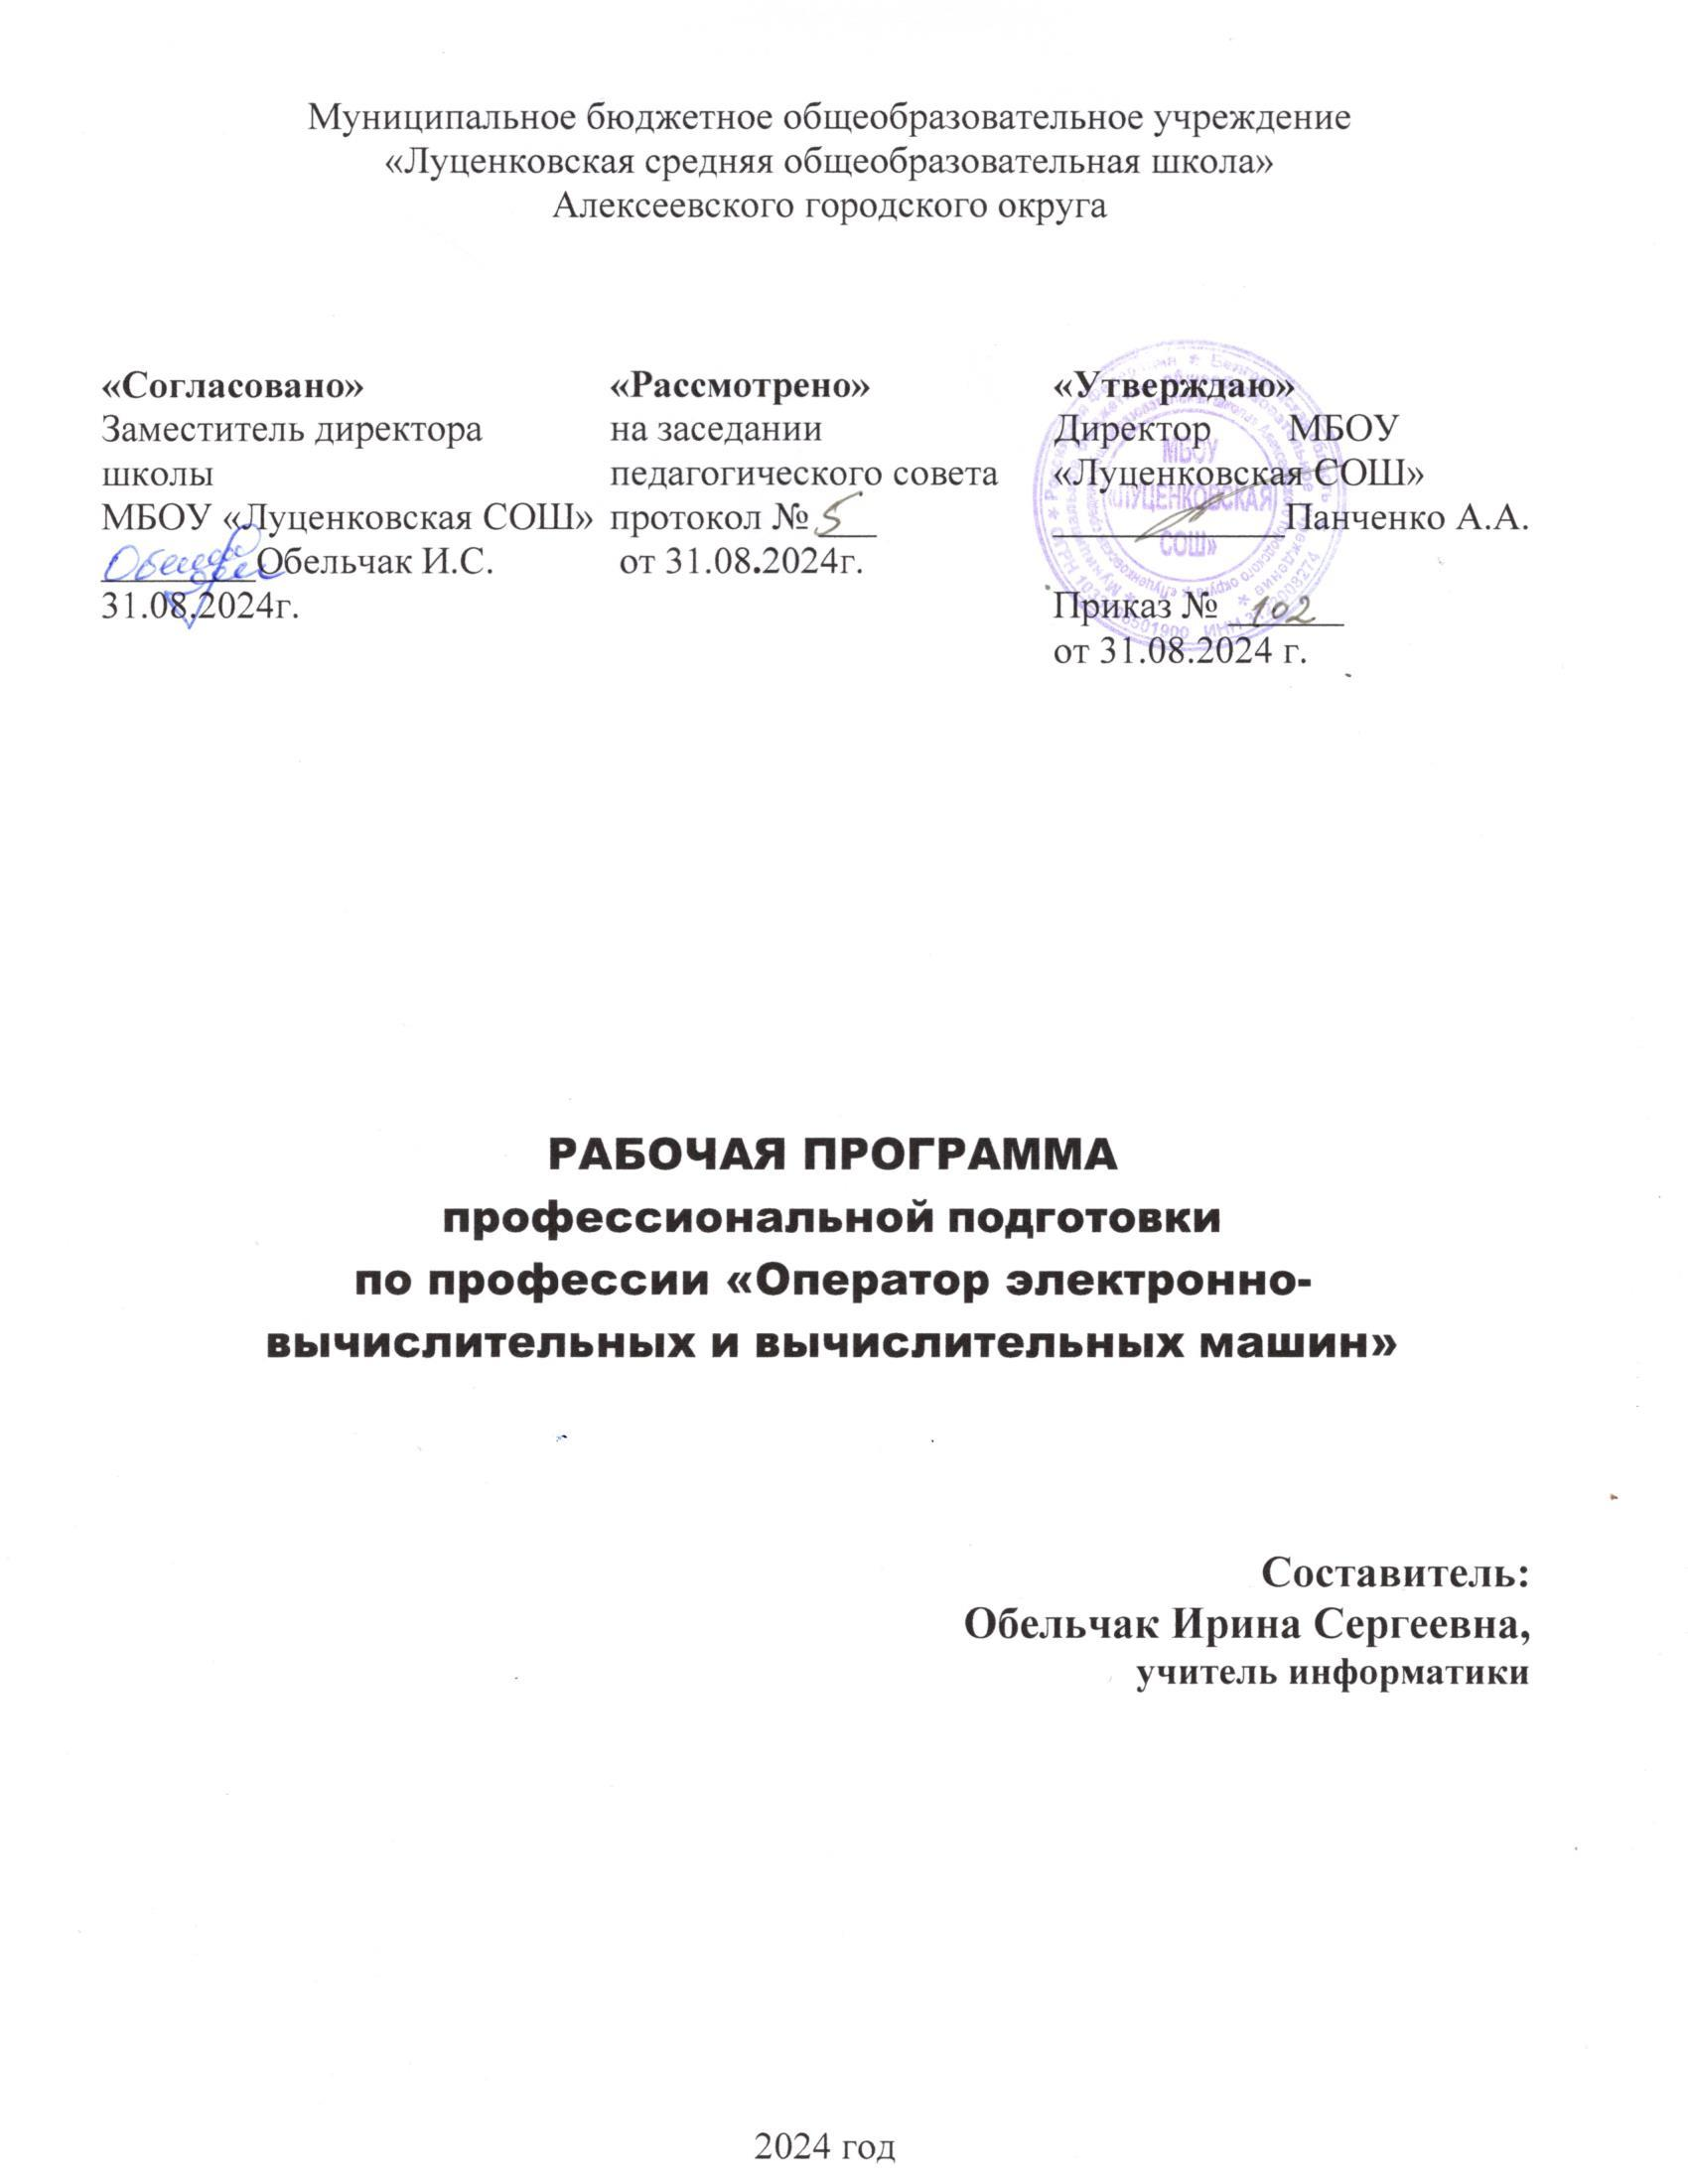 Муниципальное бюджетное общеобразовательное учреждение
«Луценковская средняя общеобразовательная школа»
Алексеевского городского округа
«Согласовано»
Заместитель директора
школы
МБОУ «Луценковская СОШ»
Обельчак И.С.
31.08.2024г.
«Рассмотрено»
на заседании
педагогического совета
протокол № 5
от 31.08.2024г.
«Утверждаю»
Директор МБОУ
«Луценковская СОШ»
Панченко А.А.
Приказ № 102
от 31.08.2024 г.
МБОУ
«ЛУЦЕНКОВСКАЯ
СОШ»
РАБОЧАЯ ПРОГРАММА
профессиональной подготовки
по профессии «Оператор электронно-
вычислительных и вычислительных машин»
Составитель:
Обельчак Ирина Сергеевна,
учитель информатики
2024 год